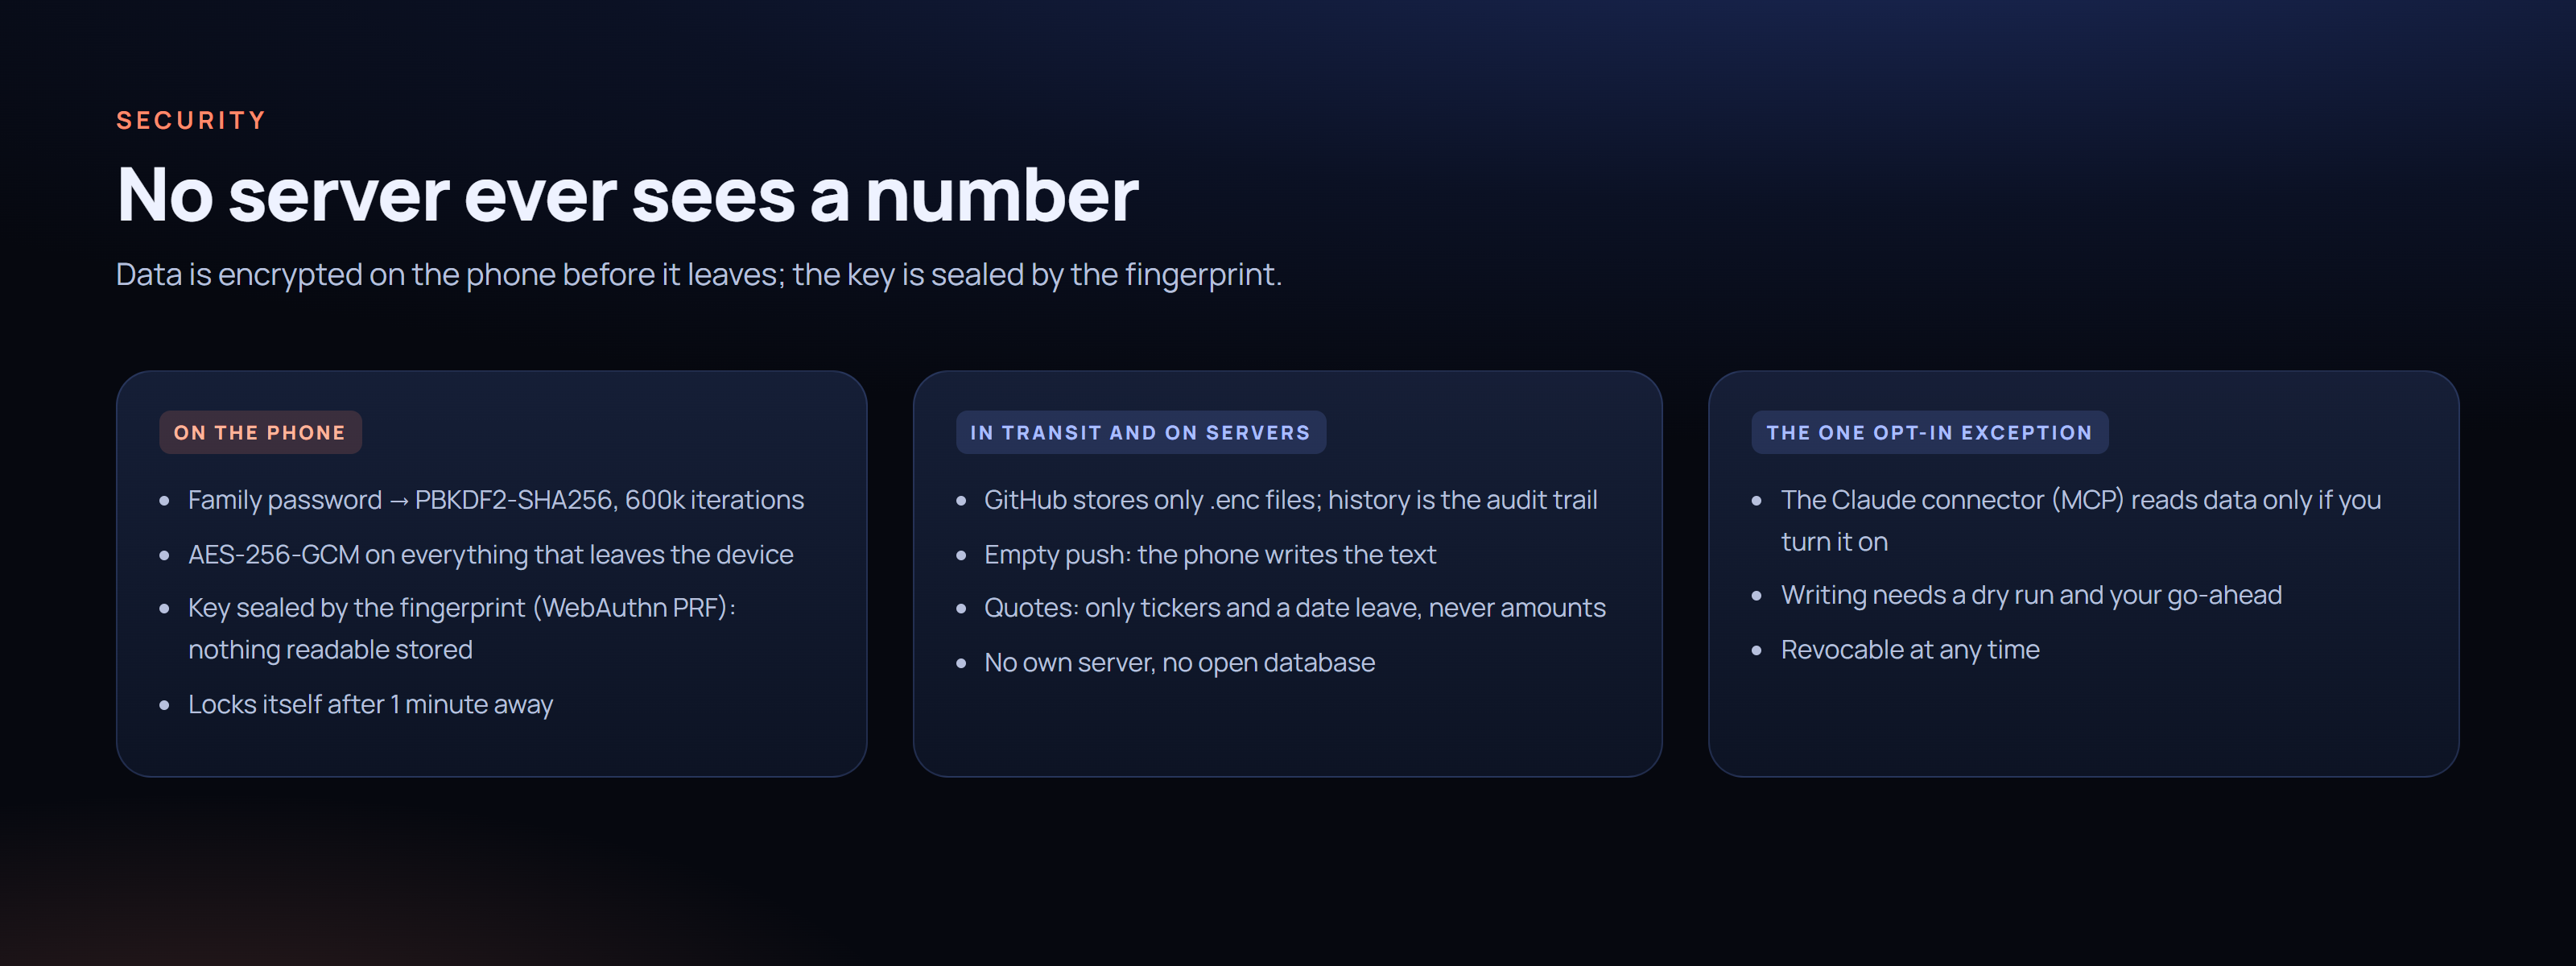 SECURITY
No server ever sees a number
Data is encrypted on the phone before it leaves; the key is sealed by the fingerprint.
ON THE PHONE
• Family password → PBKDF2-SHA256, 600k iterations
• AES-256-GCM on everything that leaves the device
• Key sealed by the fingerprint (WebAuthn PRF):
nothing readable stored
• Locks itself after 1 minute away
IN TRANSIT AND ON SERVERS
• GitHub stores only .enc files; history is the audit trail
• Empty push: the phone writes the text
• Quotes: only tickers and a date leave, never amounts
• No own server, no open database
THE ONE OPT-IN EXCEPTION
• The Claude connector (MCP) reads data only if you
turn it on
• Writing needs a dry run and your go-ahead
• Revocable at any time